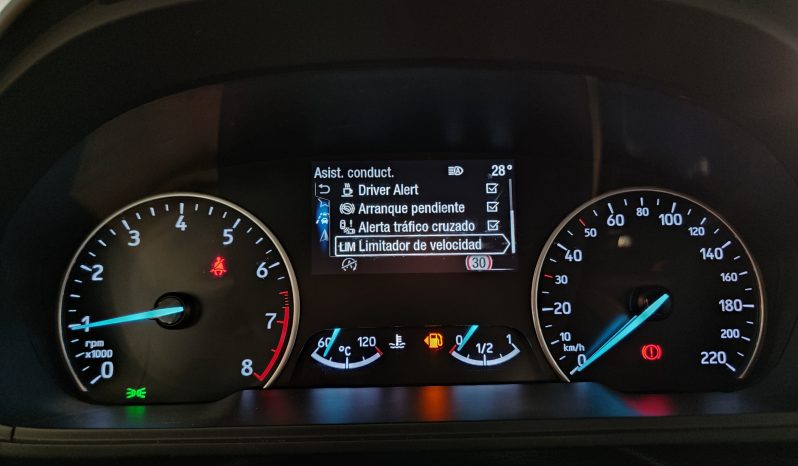 Asist. conduct. 28°
Driver Alert
Arranque pendiente
Alerta tráfico cruzado
LIM Limitador de velocidad
30
0 1 2 3 4 5 6 7 8
rpm
x1000
60 °C 120
0 1/2 1
0 10 20 30 40 50 60 80 100 120 140 160 180 200 220
km/h